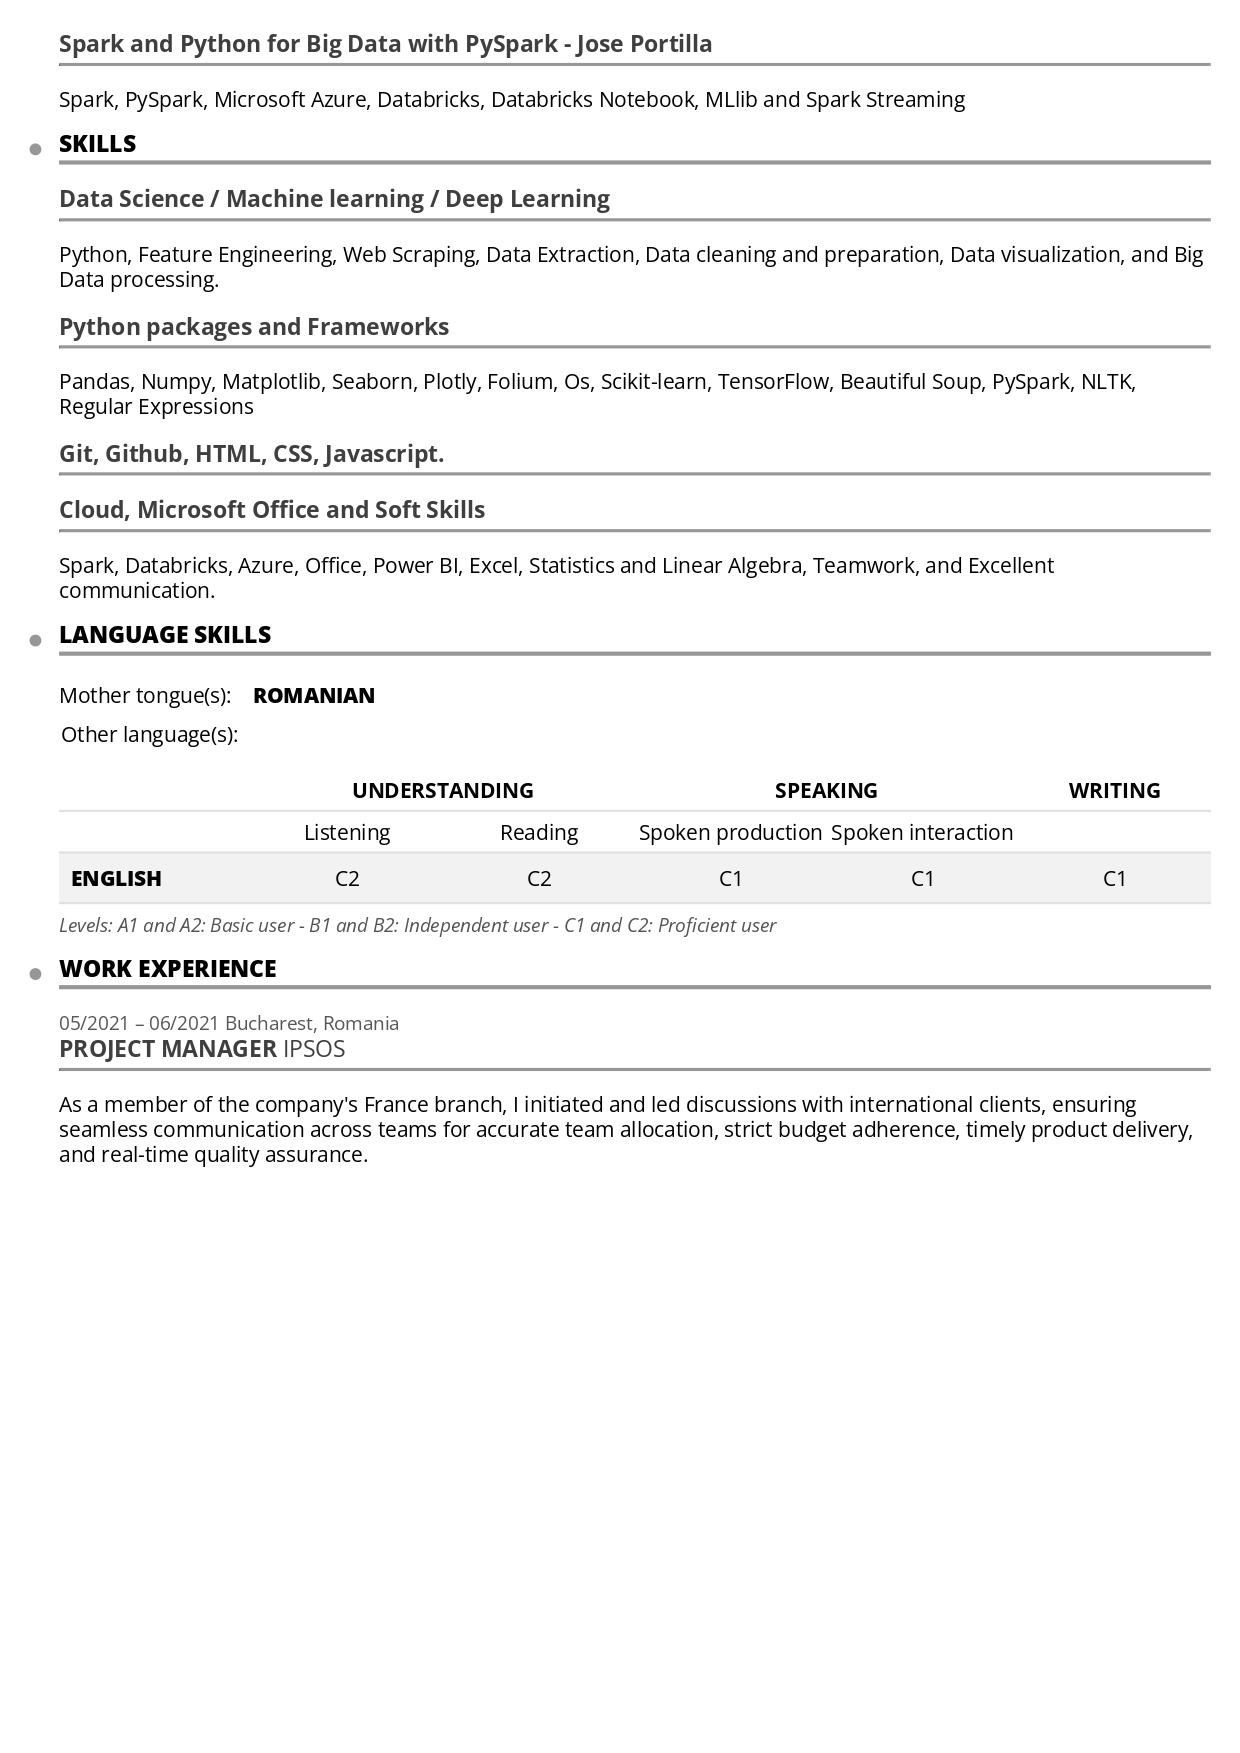 Spark and Python for Big Data with PySpark - Jose Portilla
Spark, PySpark, Microsoft Azure, Databricks, Databricks Notebook, MLlib and Spark Streaming
SKILLS
Data Science / Machine learning / Deep Learning
Python, Feature Engineering, Web Scraping, Data Extraction, Data cleaning and preparation, Data visualization, and Big
Data processing.
Python packages and Frameworks
Pandas, Numpy, Matplotlib, Seaborn, Plotly, Folium, Os, Scikit-learn, TensorFlow, Beautiful Soup, PySpark, NLTK,
Regular Expressions
Git, Github, HTML, CSS, Javascript.
Cloud, Microsoft Office and Soft Skills
Spark, Databricks, Azure, Office, Power BI, Excel, Statistics and Linear Algebra, Teamwork, and Excellent
communication.
LANGUAGE SKILLS
Mother tongue(s): ROMANIAN
Other language(s):
UNDERSTANDING SPEAKING WRITING
Listening Reading Spoken production Spoken interaction
ENGLISH C2 C2 C1 C1 C1
Levels: A1 and A2: Basic user - B1 and B2: Independent user - C1 and C2: Proficient user
WORK EXPERIENCE
05/2021 – 06/2021 Bucharest, Romania
PROJECT MANAGER IPSOS
As a member of the company's France branch, I initiated and led discussions with international clients, ensuring
seamless communication across teams for accurate team allocation, strict budget adherence, timely product delivery,
and real-time quality assurance.